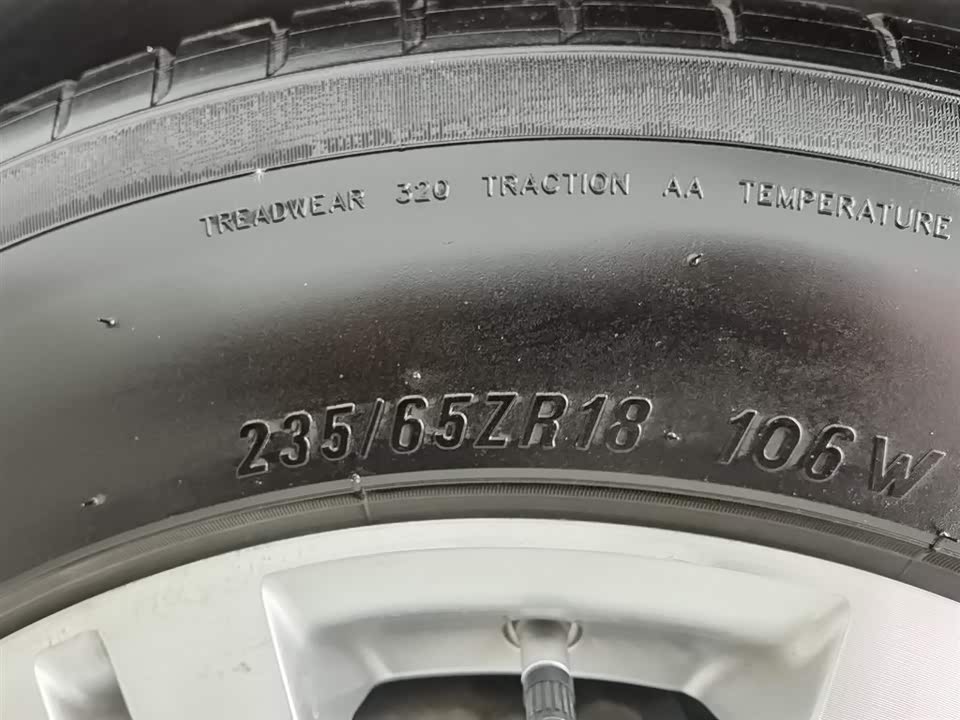 TREADWEAR 320 TRACTION AA TEMPERATURE
235/65ZR18 106W